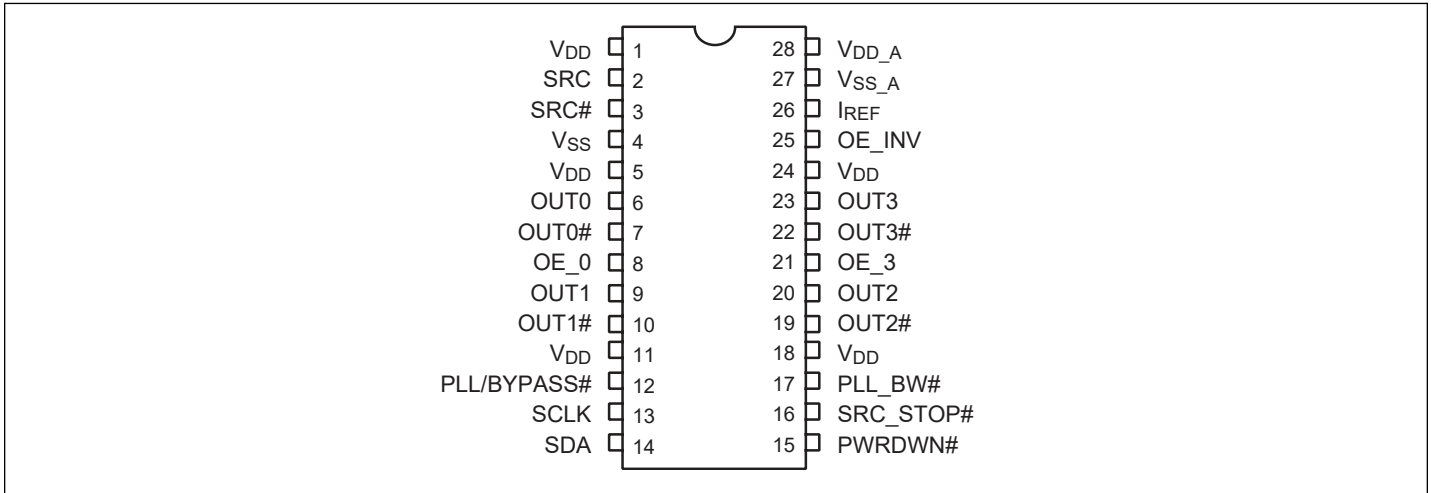 VDD 1 28 VDD_A
SRC 2 27 VSS_A
SRC# 3 26 IREF
VSS 4 25 OE_INV
VDD 5 24 VDD
OUT0 6 23 OUT3
OUT0# 7 22 OUT3#
OE_0 8 21 OE_3
OUT1 9 20 OUT2
OUT1# 10 19 OUT2#
VDD 11 18 VDD
PLL/BYPASS# 12 17 PLL_BW#
SCLK 13 16 SRC_STOP#
SDA 14 15 PWRDWN#